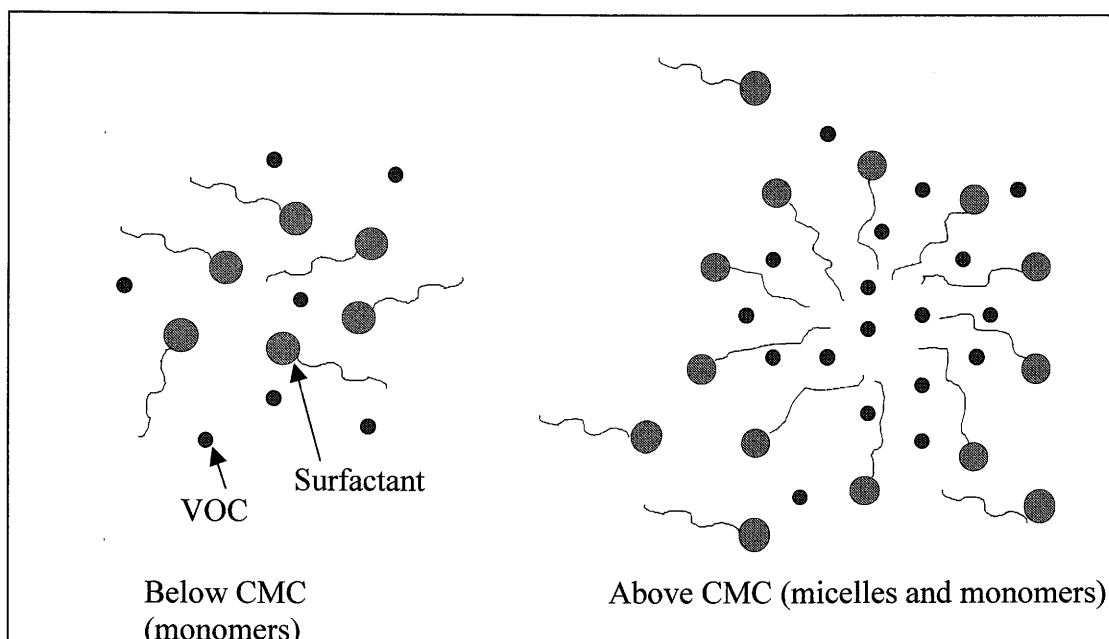 Surfactant
VOC
Below CMC
(monomers)
Above CMC (micelles and monomers)